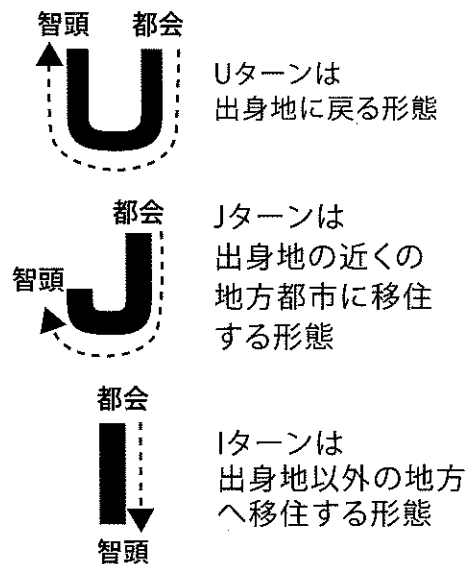 智頭 都会
Uターンは
出身地に戻る形態
U
都会
Jターンは
出身地の近くの
地方都市に移住
する形態
智頭
J
都会
Iターンは
出身地以外の地方
へ移住する形態
I
智頭